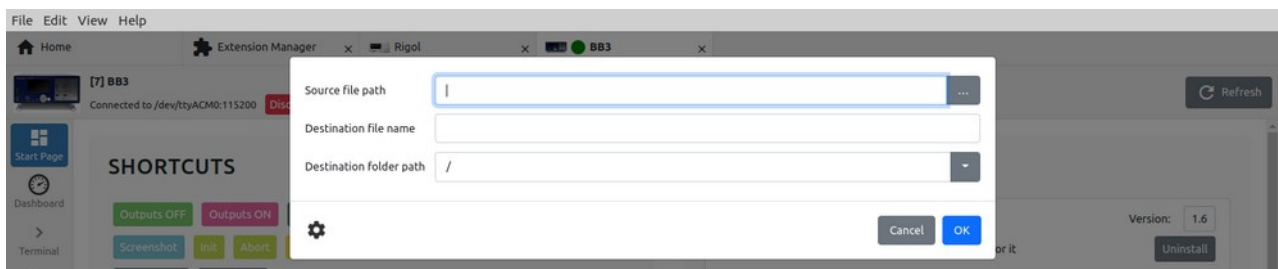 File Edit View Help
Home
Extension Manager x
Rigol x
BB3 x
[7] BB3
Connected to /dev/ttyACM0:115200
Refresh
Source file path
...
Destination file name
Destination folder path /
Start Page
SHORTCUTS
Dashboard
Outputs OFF Outputs ON
Version: 1.6
>
Terminal
Screenshot Init Abort
Cancel OK
or it
Uninstall